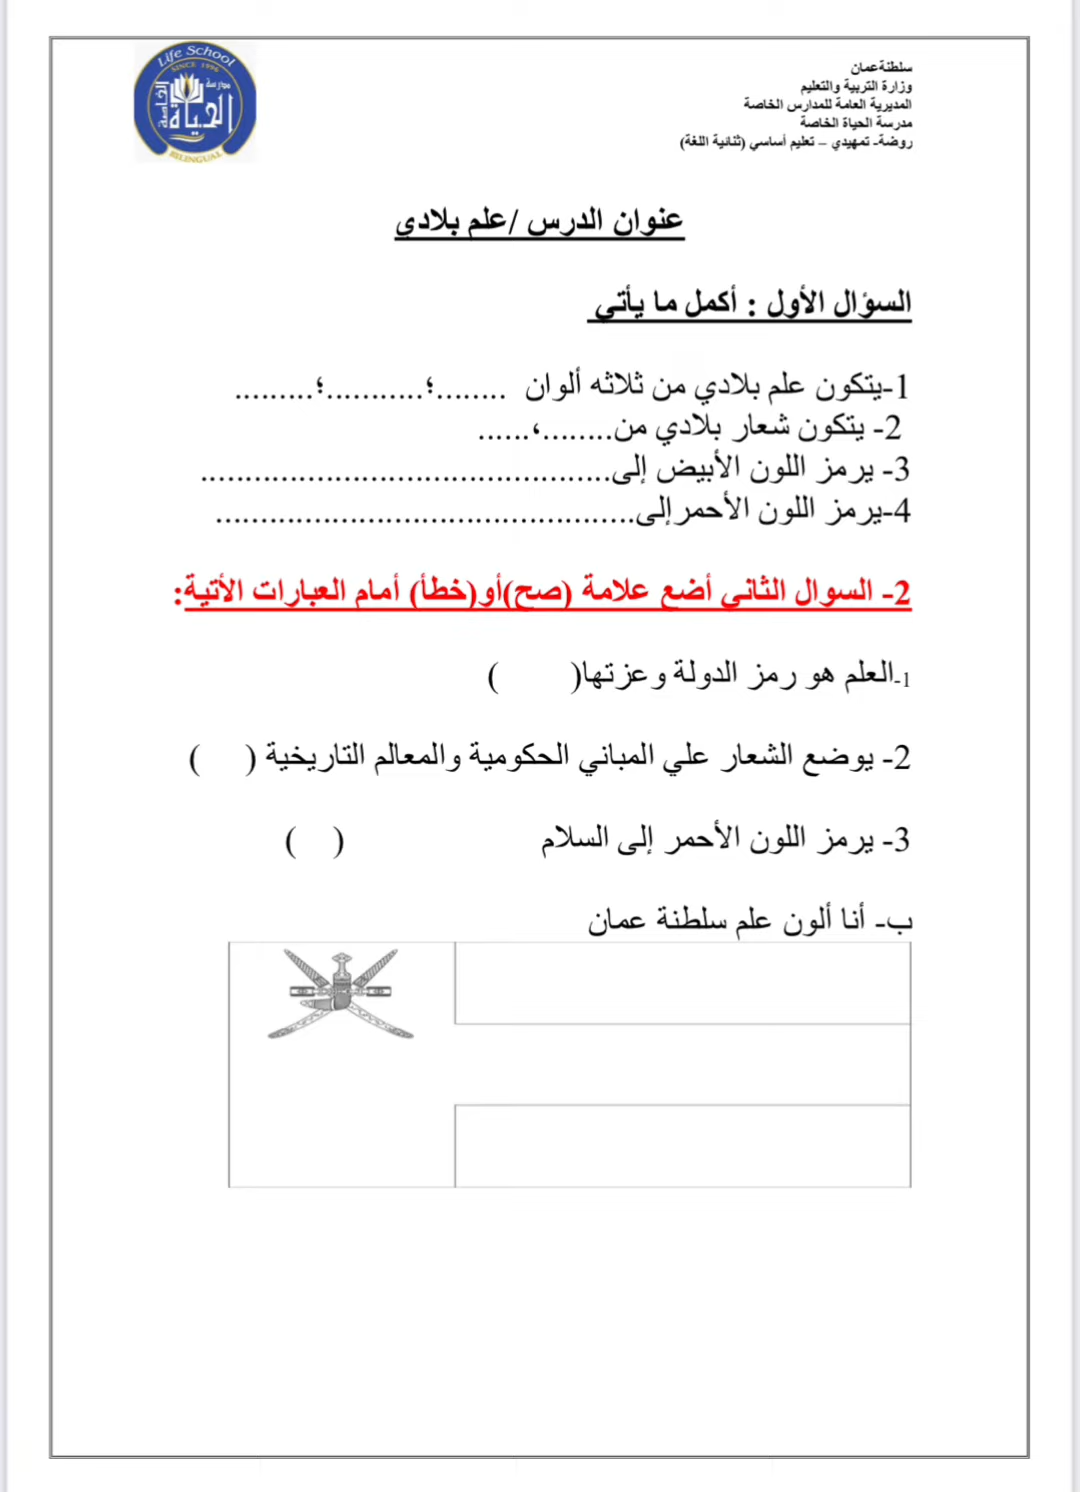 Life School
SINCE 1996
مدرسة
الحياة
الخاصة
BILINGUAL
سلطنة عمان
وزارة التربية والتعليم
المديرية العامة للمدارس الخاصة
مدرسة الحياة الخاصة
روضة- تمهيدي – تعليم أساسي (ثنائية اللغة)
عنوان الدرس /علم بلادي
السؤال الأول : أكمل ما يأتي
1-يتكون علم بلادي من ثلاثه ألوان ........؛...........؛.........
2- يتكون شعار بلادي من........،......
3- يرمز اللون الأبيض إلى..............................................
4-يرمز اللون الأحمرإلى...............................................
2- السوال الثاني أضع علامة (صح)أو(خطأ) أمام العبارات الأتية:
1-العلم هو رمز الدولة وعزتها( )
2- يوضع الشعار علي المباني الحكومية والمعالم التاريخية ( )
3- يرمز اللون الأحمر إلى السلام ( )
ب- أنا ألون علم سلطنة عمان